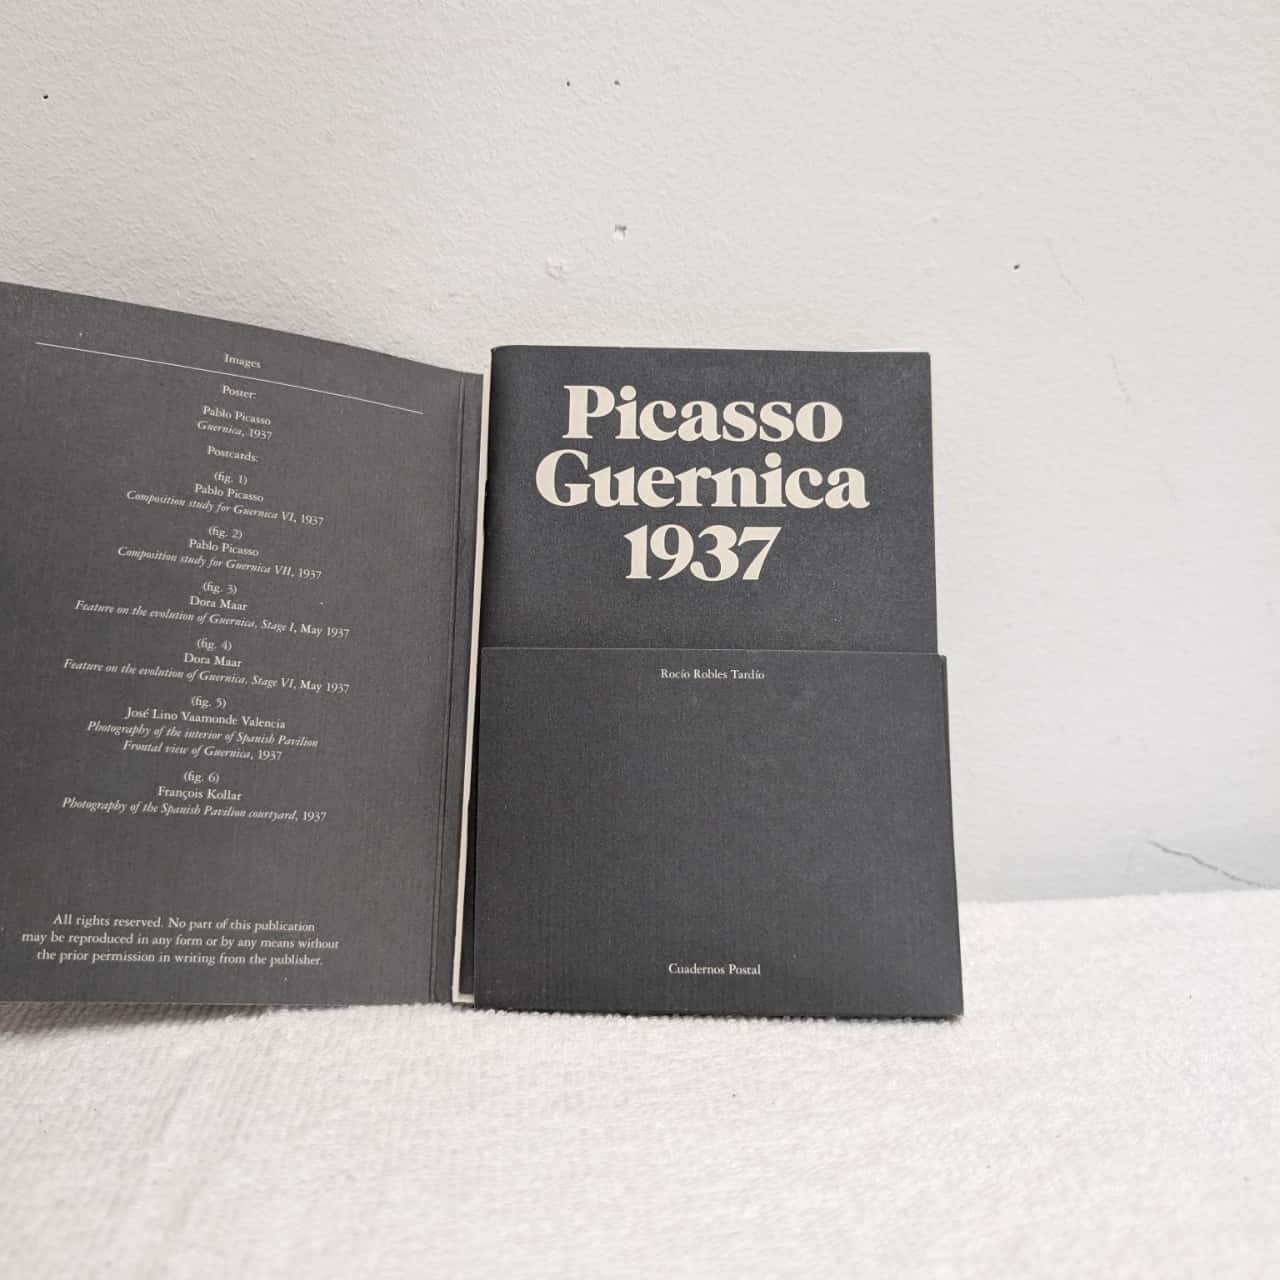 Images
Poster:
Pablo Picasso
Guernica, 1937
Postcards:
(fig. 1)
Pablo Picasso
Composition study for Guernica VI, 1937
(fig. 2)
Pablo Picasso
Composition study for Guernica VII, 1937
(fig. 3)
Dora Maar
Feature on the evolution of Guernica. Stage I, May 1937
(fig. 4)
Dora Maar
Feature on the evolution of Guernica. Stage VI, May 1937
(fig. 5)
José Lino Vaamonde Valencia
Photography of the interior of Spanish Pavilion
Frontal view of Guernica, 1937
(fig. 6)
François Kollar
Photography of the Spanish Pavilion courtyard, 1937
All rights reserved. No part of this publication
may be reproduced in any form or by any means without
the prior permission in writing from the publisher.
Picasso
Guernica
1937
Rocío Robles Tardío
Cuadernos Postal